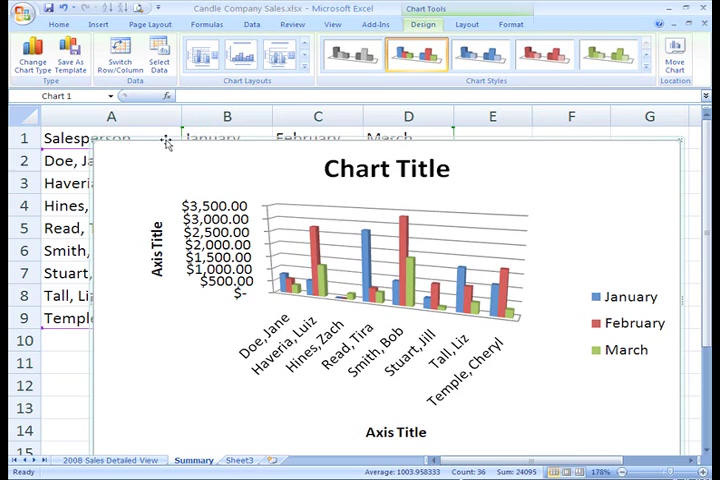 Candle Company Sales.xlsx - Microsoft Excel
Chart Tools
Home Insert Page Layout Formulas Data Review View Add-Ins Design Layout Format
Change Chart Type
Save As Template
Switch Row/Column
Select Data
Move Chart
Type Data Chart Layouts Chart Styles Location
Chart 1
fx
A B C D E F G
1 Salesperson January February March
2 Doe, Ja
3 Haveria
4 Hines,
5 Read, T
6 Smith,
7 Stuart,
8 Tall, Liz
9 Temple
10
11
12
13
14
15
Chart Title
Axis Title
$3,500.00
$3,000.00
$2,500.00
$2,000.00
$1,500.00
$1,000.00
$500.00
$-
Doe, Jane
Haveria, Luiz
Hines, Zach
Read, Tira
Smith, Bob
Stuart, Jill
Tall, Liz
Temple, Cheryl
Axis Title
January
February
March
2008 Sales Detailed View Summary Sheet3
Ready Average: 1003.958333 Count: 36 Sum: 24095 178%